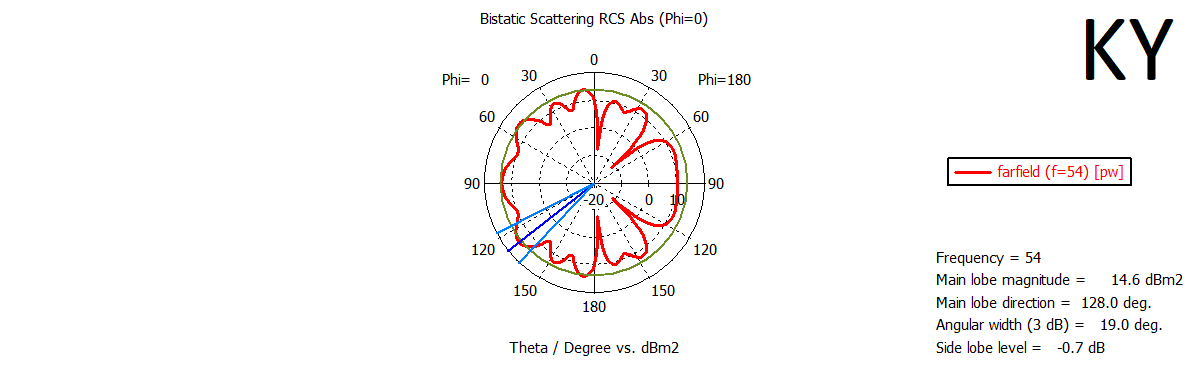 Bistatic Scattering RCS Abs (Phi=0)
KY
Phi= 0 30 0 30 Phi=180
60 60
90 -20 0 10 90
120 120
150 180 150
Theta / Degree vs. dBm2
farfield (f=54) [pw]
Frequency = 54
Main lobe magnitude = 14.6 dBm2
Main lobe direction = 128.0 deg.
Angular width (3 dB) = 19.0 deg.
Side lobe level = -0.7 dB